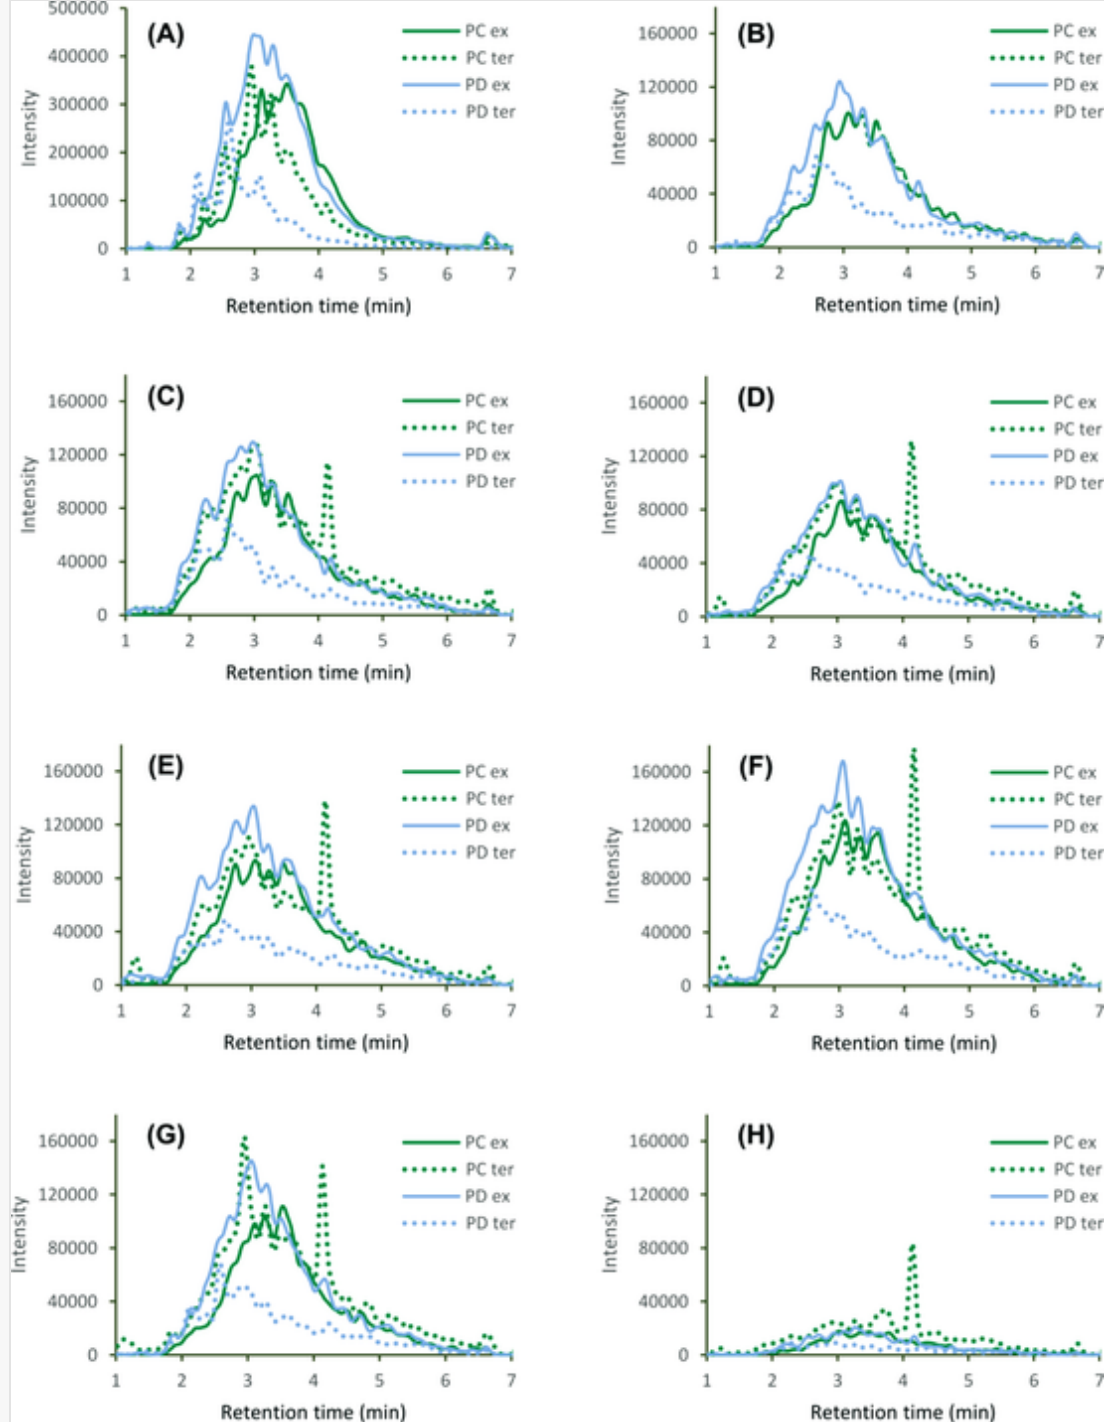 (A)
PC ex
PC ter
PD ex
PD ter
500000
400000
300000
200000
100000
0
Intensity
1 2 3 4 5 6 7
Retention time (min)
(B)
PC ex
PC ter
PD ex
PD ter
160000
120000
80000
40000
0
Intensity
1 2 3 4 5 6 7
Retention time (min)
(C)
PC ex
PC ter
PD ex
PD ter
160000
120000
80000
40000
0
Intensity
1 2 3 4 5 6 7
Retention time (min)
(D)
PC ex
PC ter
PD ex
PD ter
160000
120000
80000
40000
0
Intensity
1 2 3 4 5 6 7
Retention time (min)
(E)
PC ex
PC ter
PD ex
PD ter
160000
120000
80000
40000
0
Intensity
1 2 3 4 5 6 7
Retention time (min)
(F)
PC ex
PC ter
PD ex
PD ter
160000
120000
80000
40000
0
Intensity
1 2 3 4 5 6 7
Retention time (min)
(G)
PC ex
PC ter
PD ex
PD ter
160000
120000
80000
40000
0
Intensity
1 2 3 4 5 6 7
Retention time (min)
(H)
PC ex
PC ter
PD ex
PD ter
160000
120000
80000
40000
0
Intensity
1 2 3 4 5 6 7
Retention time (min)